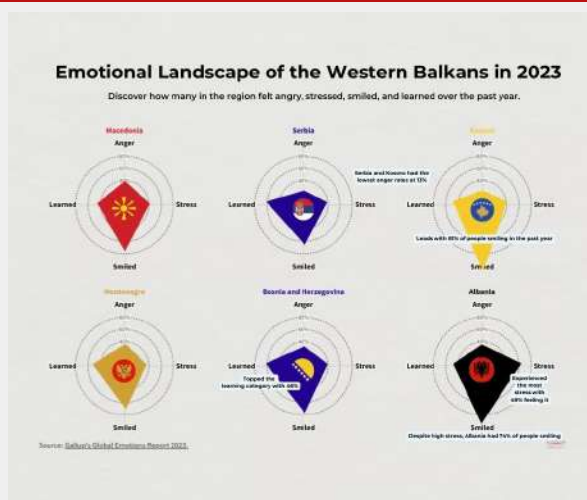 Emotional Landscape of the Western Balkans in 2023
Discover how many in the region felt angry, stressed, smiled, and learned over the past year.
Macedonia
Anger
Learned
Stress
Smiled
Serbia
Anger
Serbia and Kosovo had the
lowest anger rates at 13%
Learned
Stress
Smiled
Kosovo
Anger
Learned
Stress
Leads with 85% of people smiling in the past year
Smiled
Montenegro
Anger
Learned
Stress
Smiled
Bosnia and Herzegovina
Anger
Learned
Stress
Topped the
learning category with
Smiled
Albania
Anger
Learned
Stress
Experienced
the most
stress with
feeling it
Smiled
Despite high stress, Albania had 74% of people smiling
Source: Gallup's Global Emotions Report 2023.